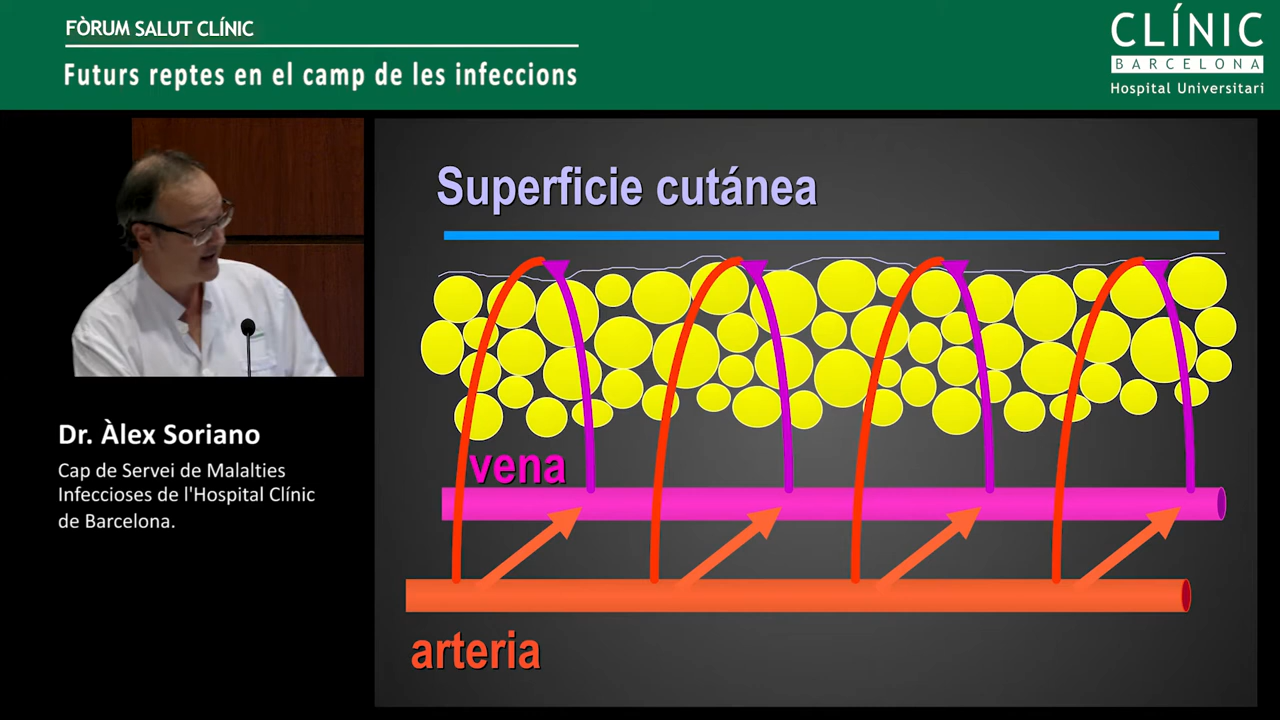 FÒRUM SALUT CLÍNIC
Futurs reptes en el camp de les infeccions
CLÍNIC
BARCELONA
Hospital Universitari
Superficie cutánea
vena
arteria
Dr. Àlex Soriano
Cap de Servei de Malalties
Infeccioses de l'Hospital Clínic
de Barcelona.